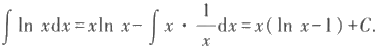 ∫ ln xdx = xln x - ∫ x · 1/x dx = x( ln x-1) +C.